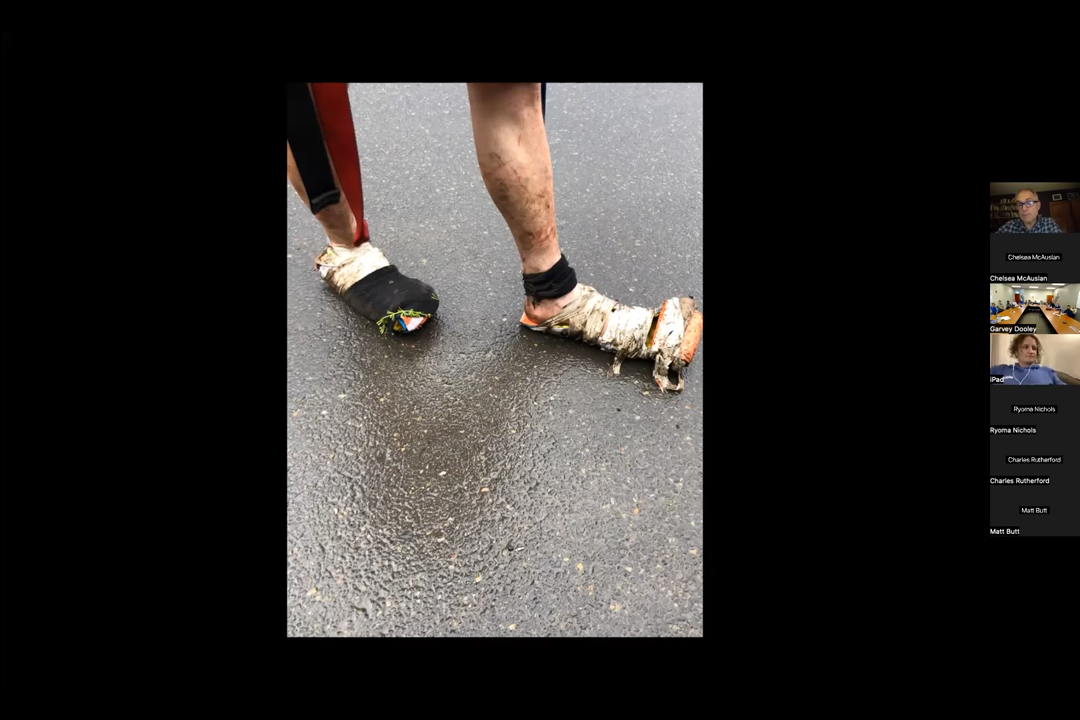 Chelsea McAuslan
Chelsea McAuslan
Garvey Dooley
iPad
Ryoma Nichols
Ryoma Nichols
Charles Rutherford
Charles Rutherford
Matt Butt
Matt Butt